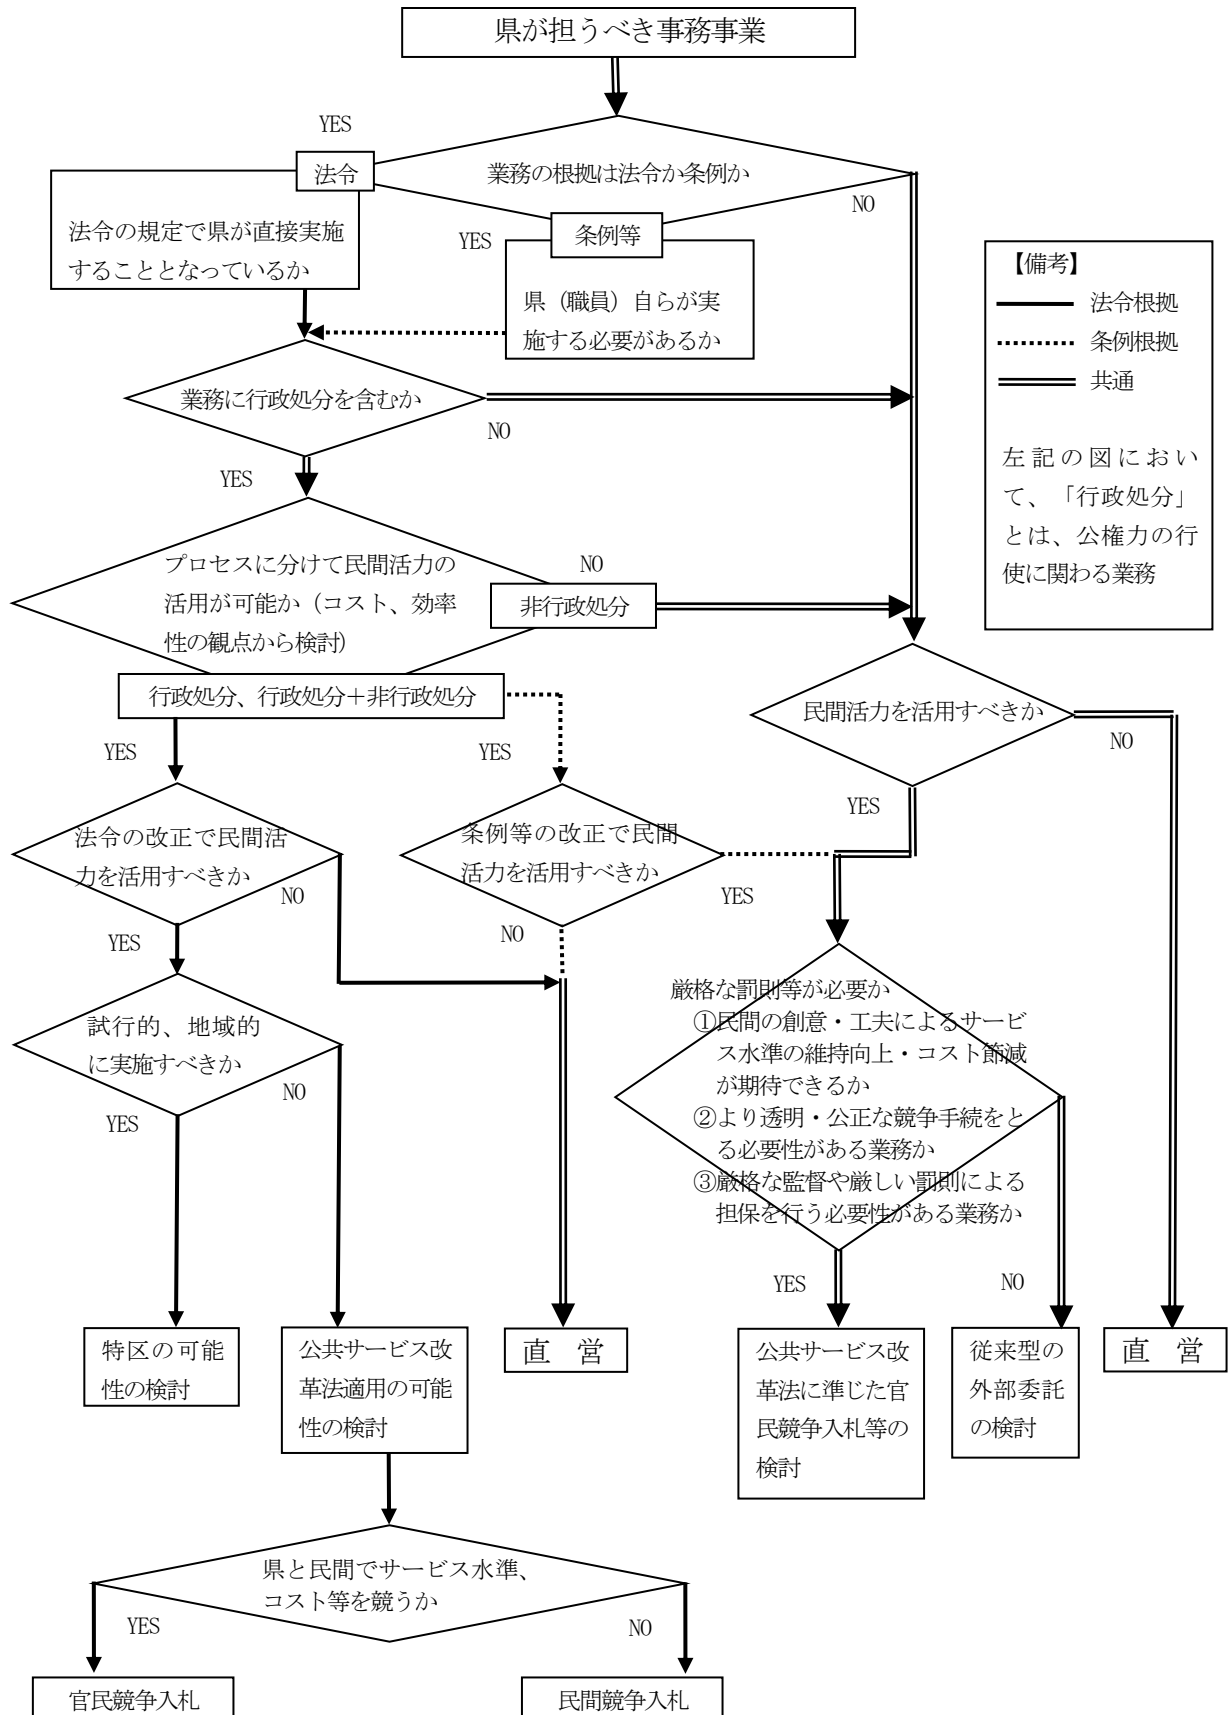 県が担うべき事務事業
YES
法令
業務の根拠は法令か条例か
NO
法令の規定で県が直接実施
することとなっているか
YES
条例等
県（職員）自らが実
施する必要があるか
【備考】
法令根拠
条例根拠
共通
左記の図におい
て、「行政処分」
とは、公権力の行
使に関わる業務
業務に行政処分を含むか
NO
YES
プロセスに分けて民間活力の
活用が可能か（コスト、効率
性の観点から検討）
NO
非行政処分
行政処分、行政処分＋非行政処分
YES
YES
民間活力を活用すべきか
NO
YES
法令の改正で民間活
力を活用すべきか
NO
YES
条例等の改正で民間
活力を活用すべきか
YES
NO
試行的、地域的
に実施すべきか
NO
YES
厳格な罰則等が必要か
①民間の創意・工夫によるサービ
ス水準の維持向上・コスト節減
が期待できるか
②より透明・公正な競争手続をと
る必要性がある業務か
③厳格な監督や厳しい罰則による
担保を行う必要性がある業務か
YES
NO
特区の可能
性の検討
公共サービス改
革法適用の可能
性の検討
直　営
公共サービス改
革法に準じた官
民競争入札等の
検討
従来型の
外部委託
の検討
直　営
県と民間でサービス水準、
コスト等を競うか
YES
NO
官民競争入札
民間競争入札